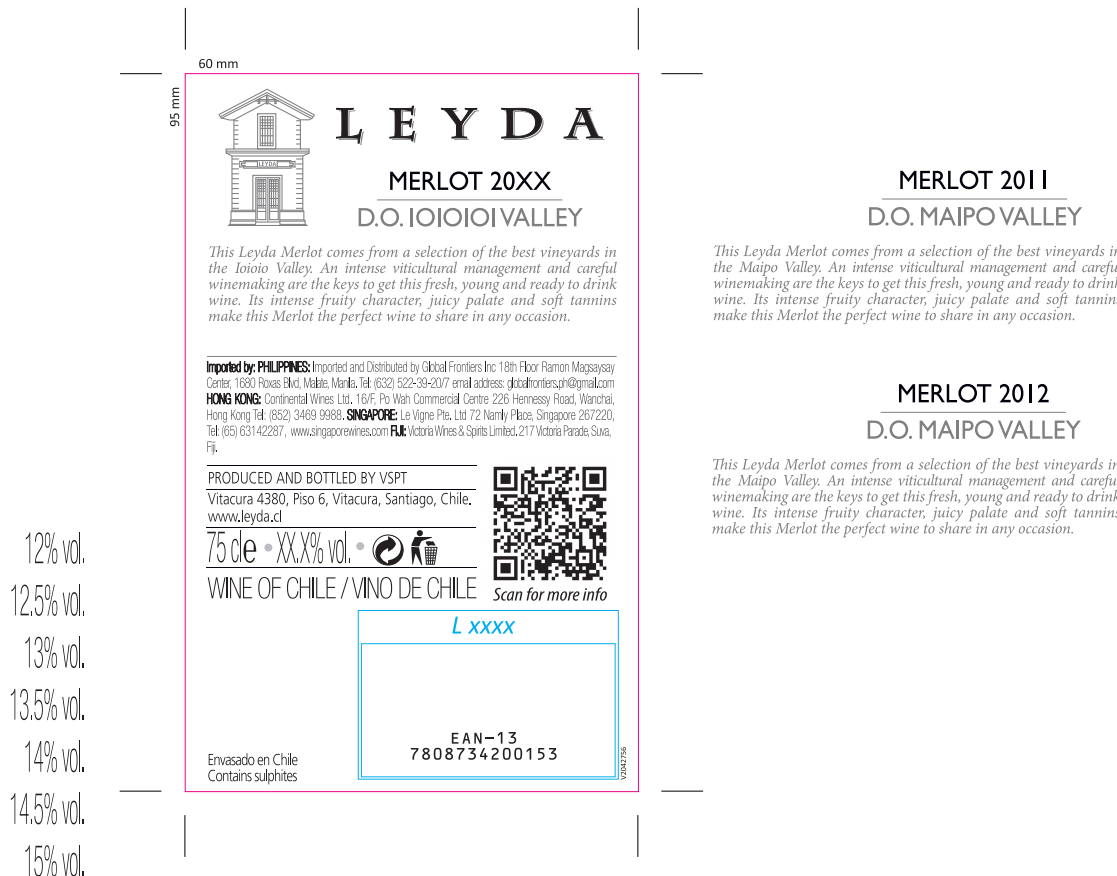 60 mm
95 mm
LEYDA
LEYDA
MERLOT 20XX
D.O. IOIOIOI VALLEY
This Leyda Merlot comes from a selection of the best vineyards in
the Ioioio Valley. An intense viticultural management and careful
winemaking are the keys to get this fresh, young and ready to drink
wine. Its intense fruity character, juicy palate and soft tannins
make this Merlot the perfect wine to share in any occasion.
Imported by: PHILIPPINES: Imported and Distributed by Global Frontiers Inc 18th Floor Ramon Magsaysay
Center, 1680 Roxas Blvd, Malate, Manila. Tel: (632) 522-39-20/7 email address: globalfrontiers.ph@gmail.com
HONG KONG: Continental Wines Ltd. 16/F, Po Wah Commercial Centre 226 Hennessy Road, Wanchai,
Hong Kong Tel: (852) 3469 9988. SINGAPORE: Le Vigne Pte. Ltd 72 Namly Place, Singapore 267220,
Tel: (65) 63142287, www.singaporewines.com FIJI: Victoria Wines & Spirits Limited. 217 Victoria Parade, Suva,
Fiji.
PRODUCED AND BOTTLED BY VSPT
Vitacura 4380, Piso 6, Vitacura, Santiago, Chile.
www.leyda.cl
75 cle • XX.X% vol. •
WINE OF CHILE / VINO DE CHILE
Scan for more info
L xxxx
EAN-13
7808734200153
V2042756
Envasado en Chile
Contains sulphites
12% vol.
12.5% vol.
13% vol.
13.5% vol.
14% vol.
14.5% vol.
15% vol.
MERLOT 2011
D.O. MAIPO VALLEY
This Leyda Merlot comes from a selection of the best vineyards in
the Maipo Valley. An intense viticultural management and careful
winemaking are the keys to get this fresh, young and ready to drink
wine. Its intense fruity character, juicy palate and soft tannins
make this Merlot the perfect wine to share in any occasion.
MERLOT 2012
D.O. MAIPO VALLEY
This Leyda Merlot comes from a selection of the best vineyards in
the Maipo Valley. An intense viticultural management and careful
winemaking are the keys to get this fresh, young and ready to drink
wine. Its intense fruity character, juicy palate and soft tannins
make this Merlot the perfect wine to share in any occasion.